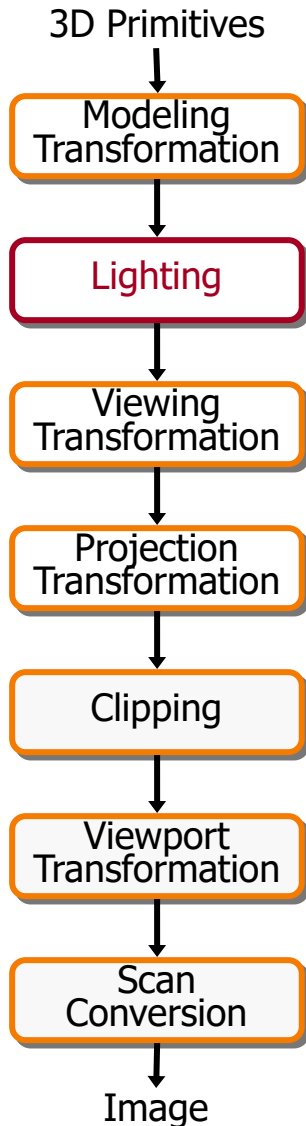 3D Primitives
Modeling
Transformation
Lighting
Viewing
Transformation
Projection
Transformation
Clipping
Viewport
Transformation
Scan
Conversion
Image